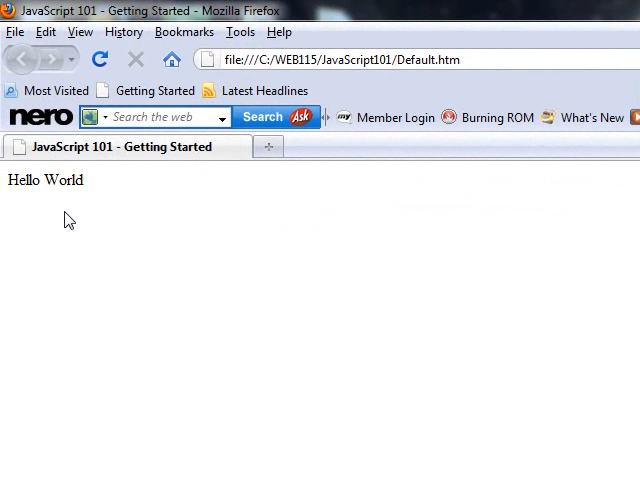 JavaScript 101 - Getting Started - Mozilla Firefox
File Edit View History Bookmarks Tools Help
file:///C:/WEB115/JavaScript101/Default.htm
Most Visited Getting Started Latest Headlines
nero Search the web Search Ask my Member Login Burning ROM What's New
JavaScript 101 - Getting Started
Hello World